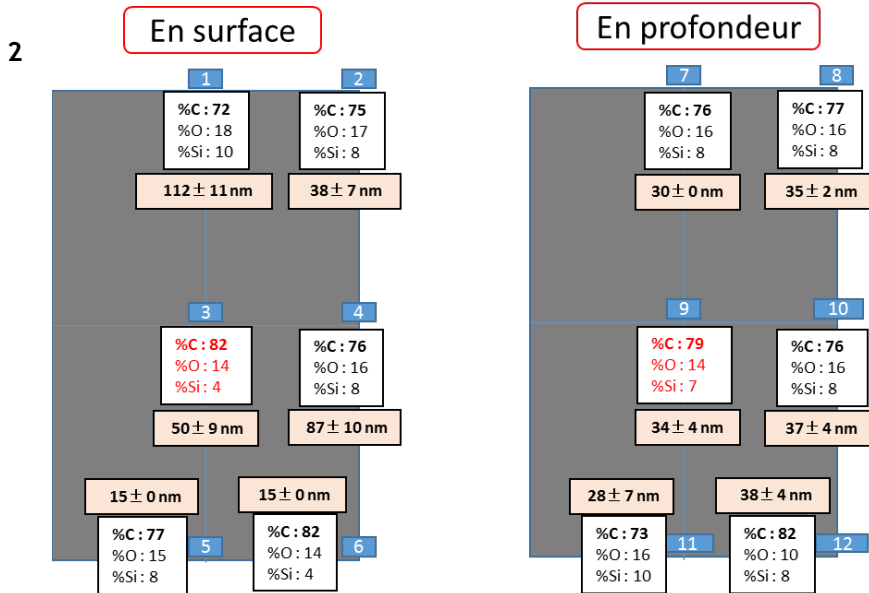 En surface
En profondeur
2
1
2
%C : 72
%O : 18
%Si : 10
112 ± 11 nm
%C : 75
%O : 17
%Si : 8
38 ± 7 nm
3
4
%C : 82
%O : 14
%Si : 4
50 ± 9 nm
%C : 76
%O : 16
%Si : 8
87 ± 10 nm
15 ± 0 nm
%C : 77
%O : 15
%Si : 8
5
15 ± 0 nm
%C : 82
%O : 14
%Si : 4
6
7
8
%C : 76
%O : 16
%Si : 8
30 ± 0 nm
%C : 77
%O : 16
%Si : 8
35 ± 2 nm
9
10
%C : 79
%O : 14
%Si : 7
34 ± 4 nm
%C : 76
%O : 16
%Si : 8
37 ± 4 nm
28 ± 7 nm
%C : 73
%O : 16
%Si : 10
11
38 ± 4 nm
%C : 82
%O : 10
%Si : 8
12